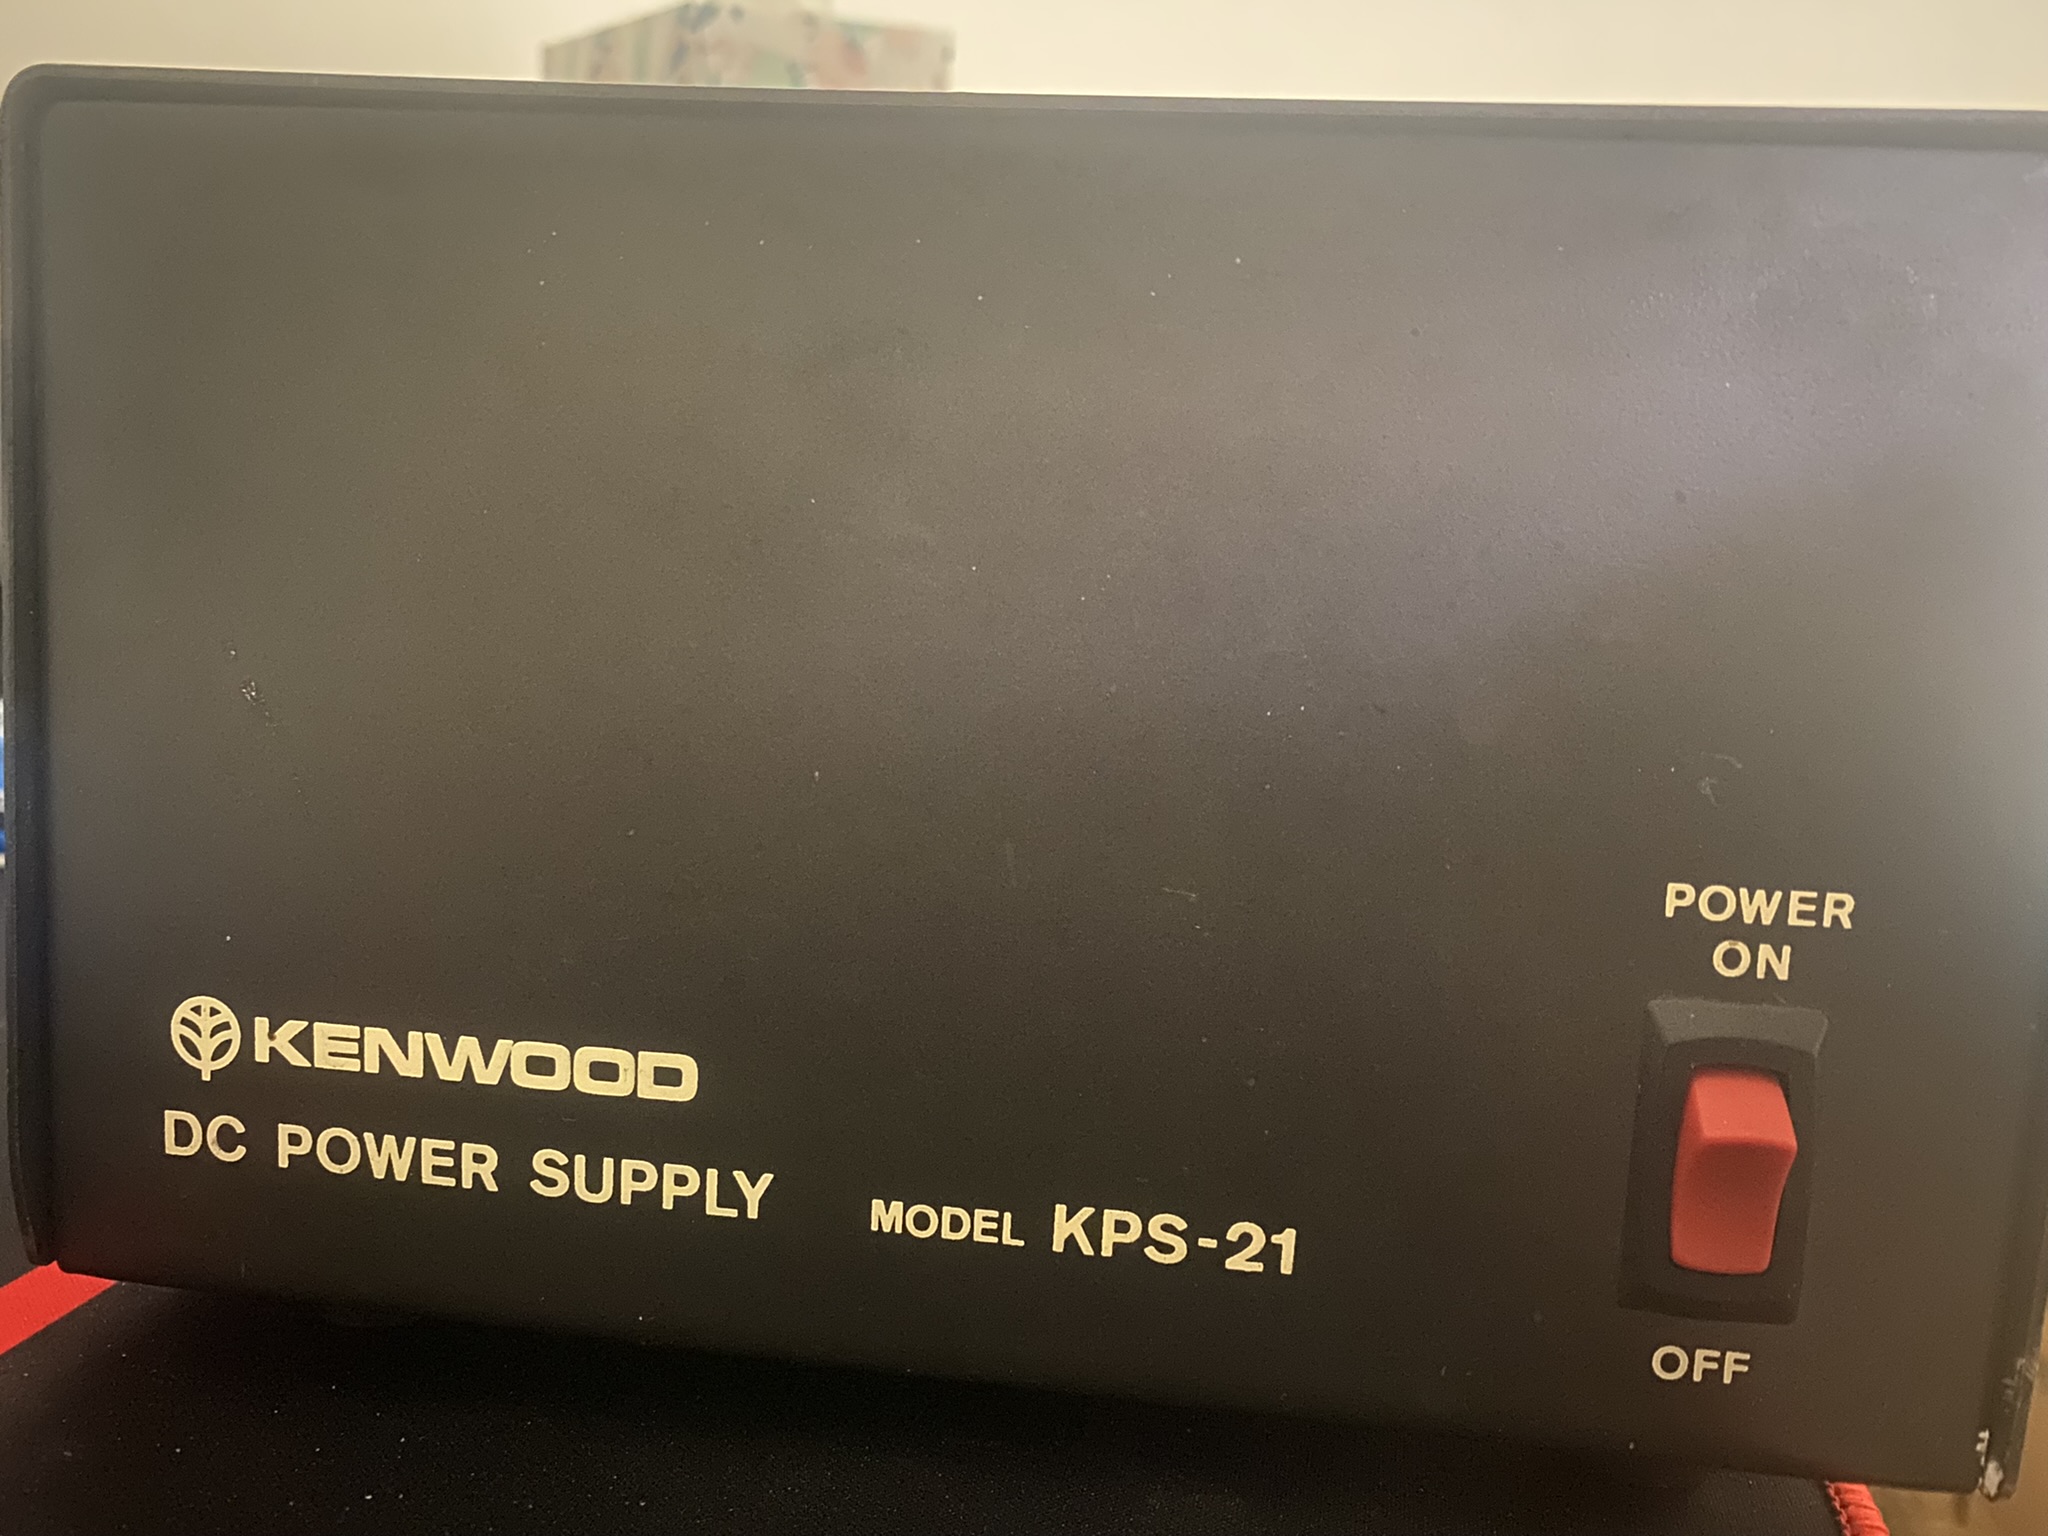 KENWOOD
DC POWER SUPPLY MODEL KPS-21
POWER
ON
OFF